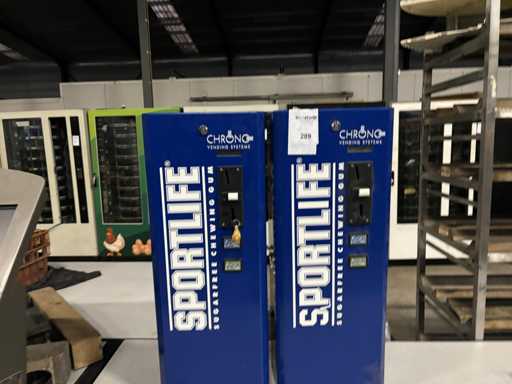 CHRONO
VENDING SYSTEMS
SPORTLIFE®
SUGARFREE CHEWING GUM
289
CHRONO
VENDING SYSTEMS
SPORTLIFE®
SUGARFREE CHEWING GUM